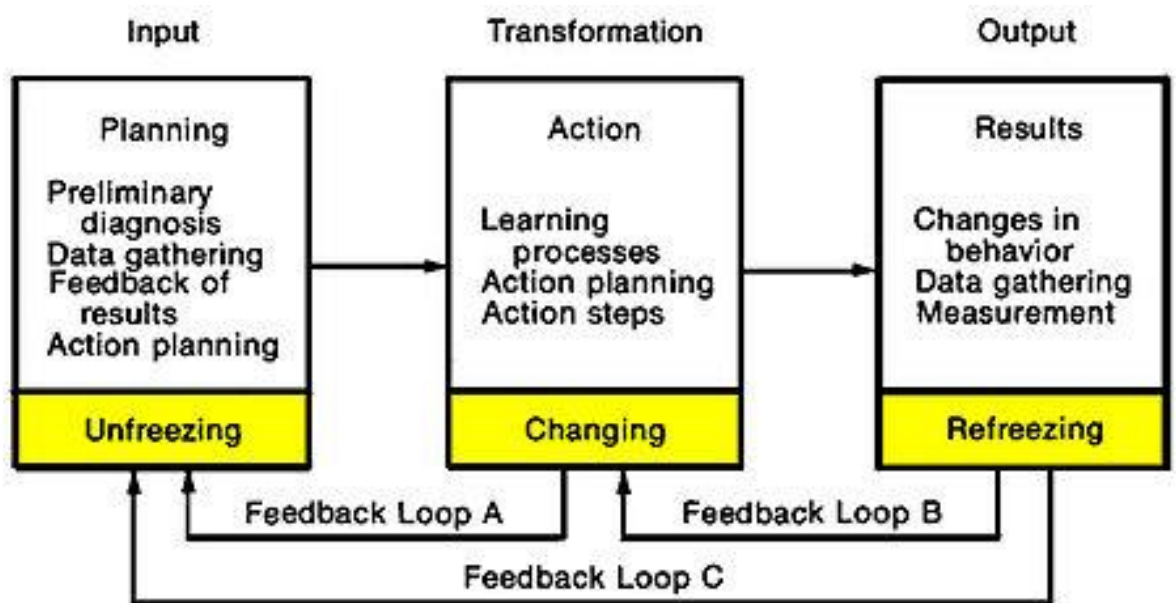 Input
Transformation
Output
Planning
Preliminary
diagnosis
Data gathering
Feedback of
results
Action planning
Unfreezing
Action
Learning
processes
Action planning
Action steps
Changing
Results
Changes in
behavior
Data gathering
Measurement
Refreezing
Feedback Loop A
Feedback Loop B
Feedback Loop C